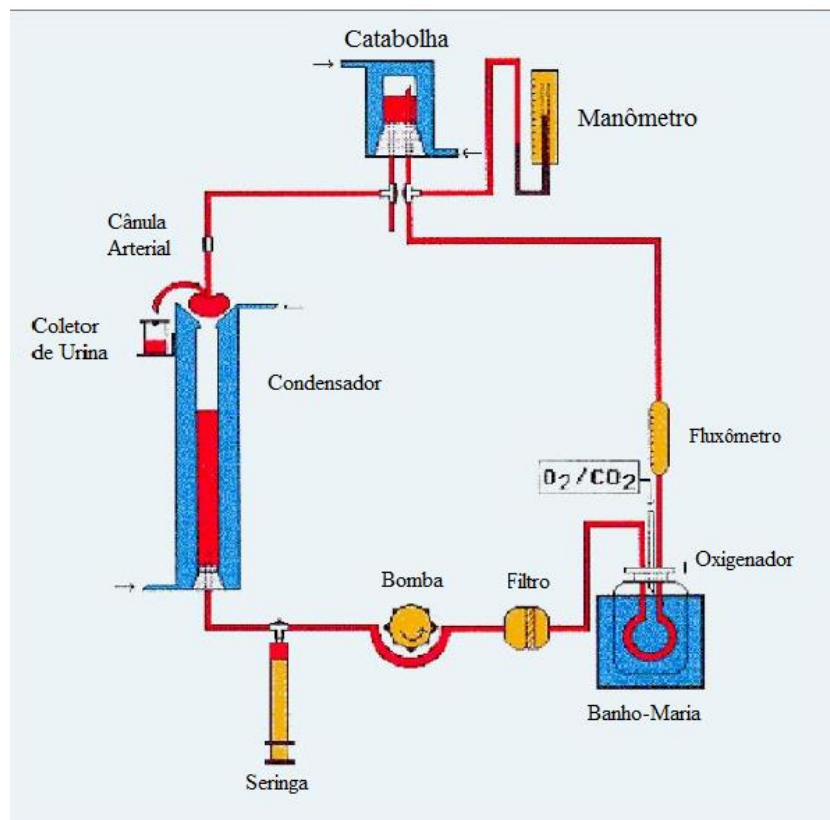 Catabolha
Manômetro
Cânula
Arterial
Coletor
de Urina
Condensador
Fluxômetro
O₂/CO₂
Oxigenador
Bomba
Filtro
Banho-Maria
Seringa